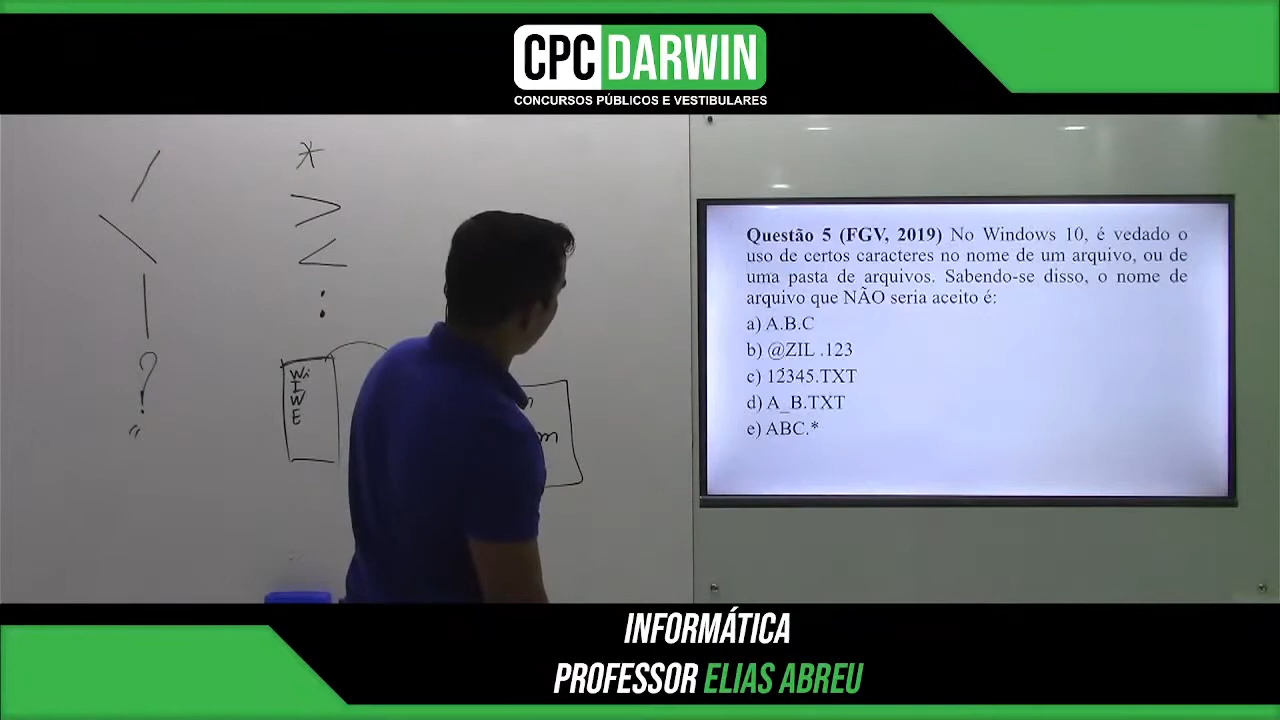 CPC DARWIN
CONCURSOS PÚBLICOS E VESTIBULARES
/
\
|
?
"
*
>
<
:
Wi
I
W
E
m
Questão 5 (FGV, 2019) No Windows 10, é vedado o
uso de certos caracteres no nome de um arquivo, ou de
uma pasta de arquivos. Sabendo-se disso, o nome de
arquivo que NÃO seria aceito é:
a) A.B.C
b) @ZIL .123
c) 12345.TXT
d) A_B.TXT
e) ABC.*
INFORMÁTICA
PROFESSOR ELIAS ABREU